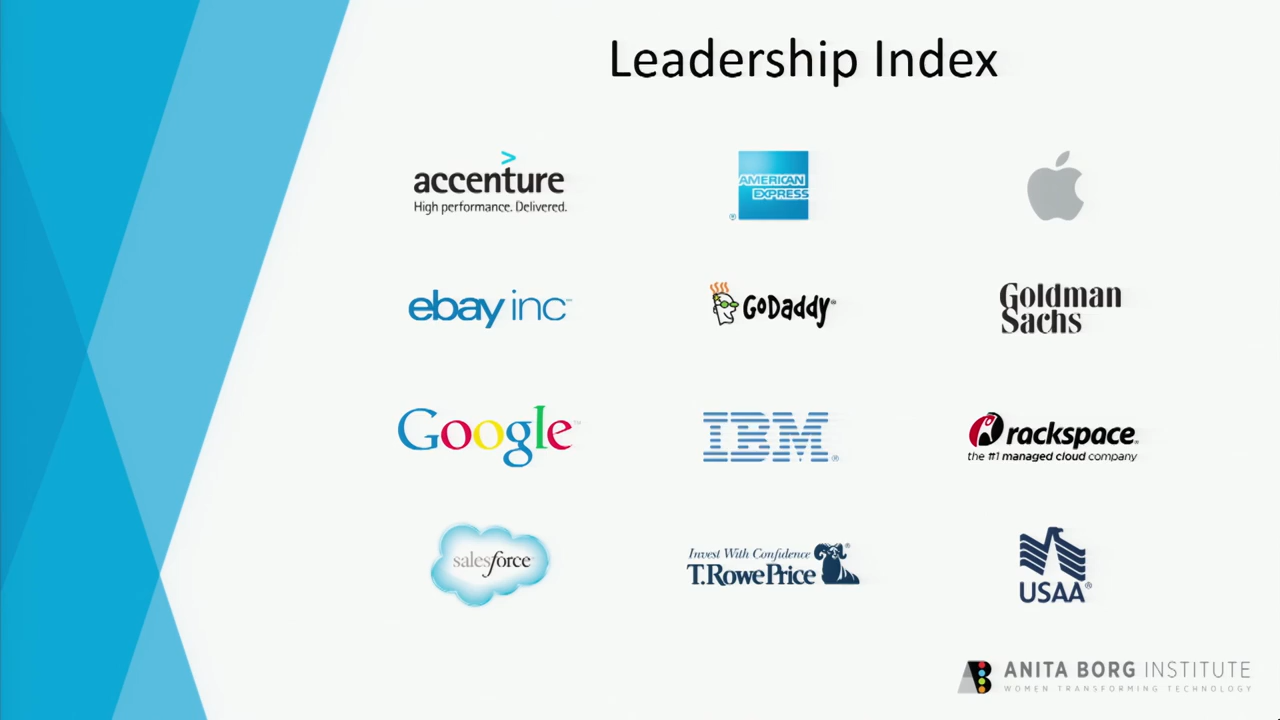 Leadership Index
accenture
High performance. Delivered.
AMERICAN
EXPRESS
ebay inc
GoDaddy
Goldman
Sachs
Google
IBM
rackspace
the #1 managed cloud company
salesforce
Invest With Confidence
T.RowePrice
USAA
ANITA BORG INSTITUTE
WOMEN TRANSFORMING TECHNOLOGY